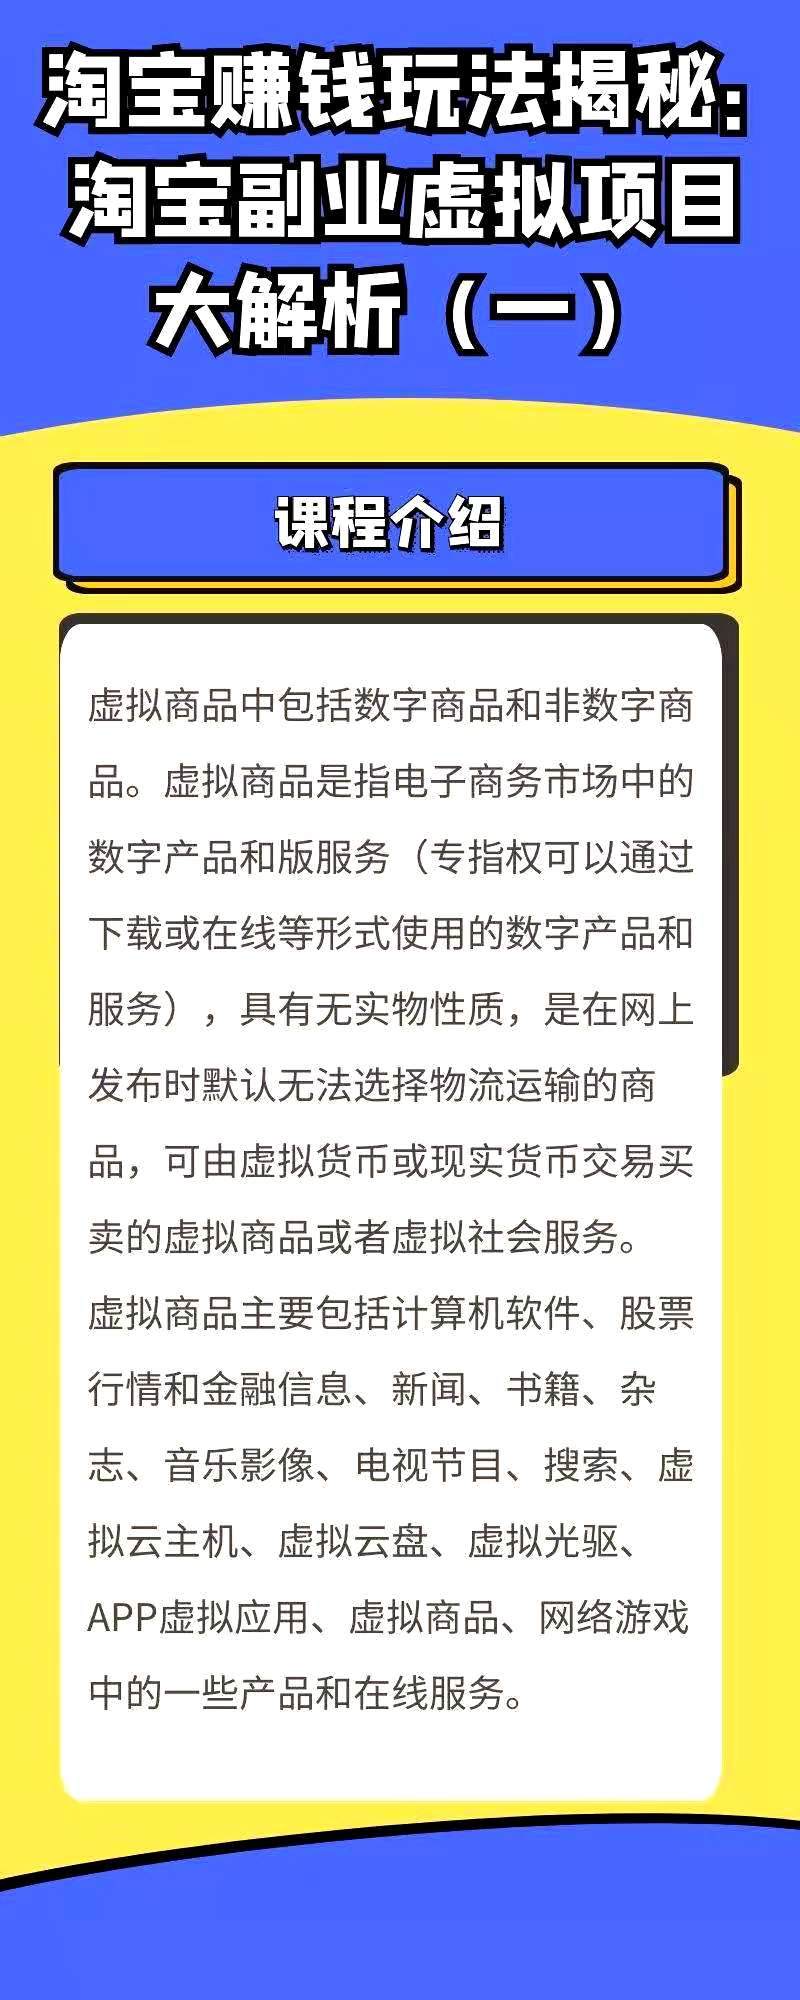 淘宝赚钱玩法揭秘：
淘宝副业虚拟项目
大解析（一）
课程介绍
虚拟商品中包括数字商品和非数字商
品。虚拟商品是指电子商务市场中的
数字产品和版服务（专指权可以通过
下载或在线等形式使用的数字产品和
服务），具有无实物性质，是在网上
发布时默认无法选择物流运输的商
品，可由虚拟货币或现实货币交易买
卖的虚拟商品或者虚拟社会服务。
虚拟商品主要包括计算机软件、股票
行情和金融信息、新闻、书籍、杂
志、音乐影像、电视节目、搜索、虚
拟云主机、虚拟云盘、虚拟光驱、
APP虚拟应用、虚拟商品、网络游戏
中的一些产品和在线服务。